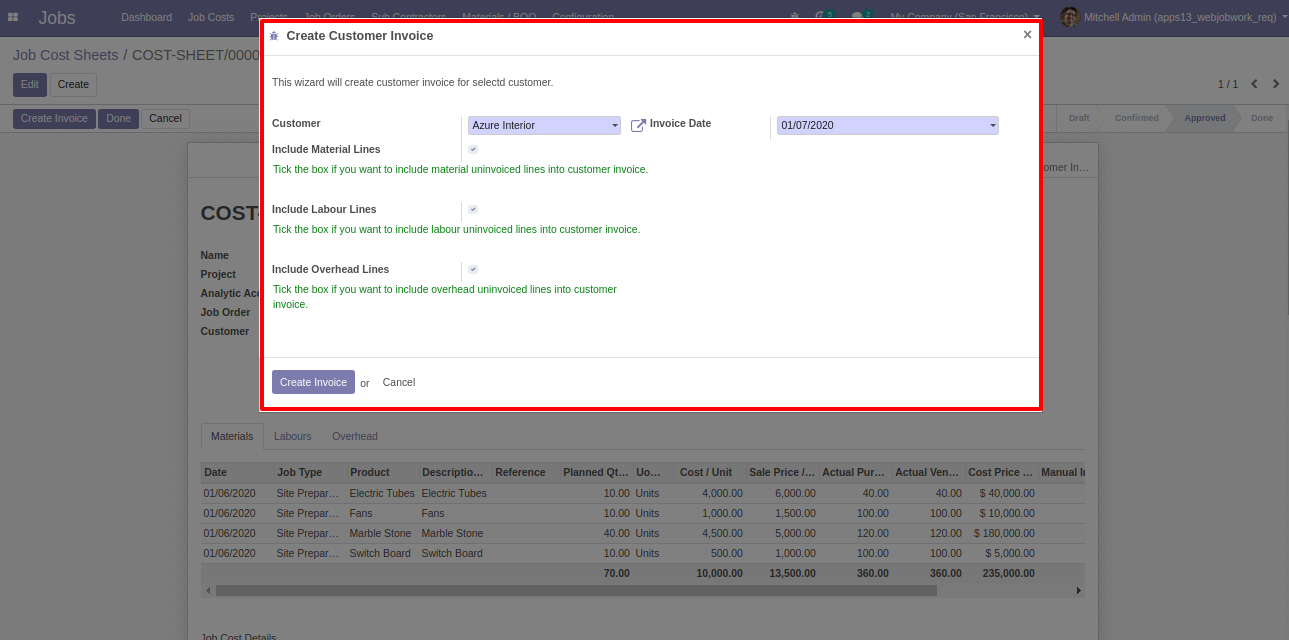 Jobs Dashboard Job Costs Projects Job Orders Sub Contractors Materials / BOQ Configuration 5 2 My Company (San Francisco) Mitchell Admin (apps13_webjobwork_req)
Job Cost Sheets / COST-SHEET/0000
Edit Create 1 / 1
Create Invoice Done Cancel Draft Confirmed Approved Done
Create Customer Invoice ×
This wizard will create customer invoice for selectd customer.
Customer Azure Interior Invoice Date 01/07/2020
Include Material Lines
Tick the box if you want to include material uninvoiced lines into customer invoice.
Include Labour Lines
Tick the box if you want to include labour uninvoiced lines into customer invoice.
Include Overhead Lines
Tick the box if you want to include overhead uninvoiced lines into customer
invoice.
Create Invoice or Cancel
omer In...
COST-
Name
Project
Analytic Acc
Job Order
Customer
Materials Labours Overhead
Date Job Type Product Descriptio... Reference Planned Qt... Uo... Cost / Unit Sale Price /... Actual Pur... Actual Ven... Cost Price ... Manual I
01/06/2020 Site Prepar... Electric Tubes Electric Tubes 10.00 Units 4,000.00 6,000.00 40.00 40.00 $ 40,000.00
01/06/2020 Site Prepar... Fans Fans 10.00 Units 1,000.00 1,500.00 100.00 100.00 $ 10,000.00
01/06/2020 Site Prepar... Marble Stone Marble Stone 40.00 Units 4,500.00 5,000.00 120.00 120.00 $ 180,000.00
01/06/2020 Site Prepar... Switch Board Switch Board 10.00 Units 500.00 1,000.00 100.00 100.00 $ 5,000.00
70.00 10,000.00 13,500.00 360.00 360.00 235,000.00
Job Cost Details